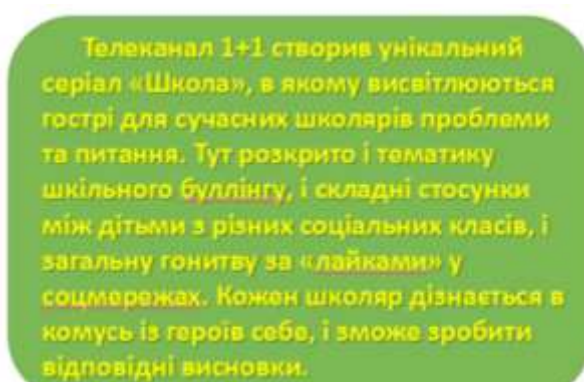 Телеканал 1+1 створив унікальний
серіал «Школа», в якому висвітлюються
гострі для сучасних школярів проблеми
та питання. Тут розкрито і тематику
шкільного буллінгу, і складні стосунки
між дітьми з різних соціальних класів, і
загальну гонитву за «лайками» у
соцмережах. Кожен школяр дізнається в
комусь із героїв себе, і зможе зробити
відповідні висновки.